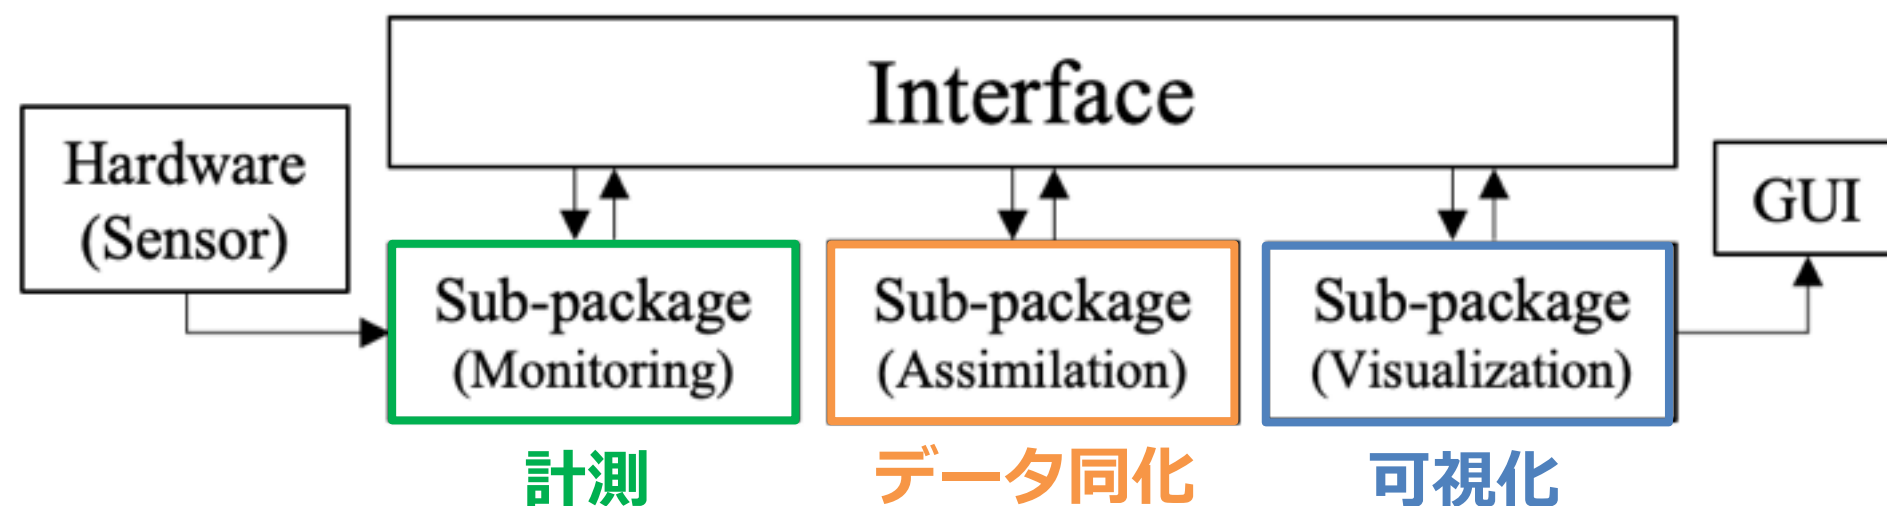 Interface
Hardware
(Sensor)
GUI
Sub-package
(Monitoring)
Sub-package
(Assimilation)
Sub-package
(Visualization)
計測
データ同化
可視化